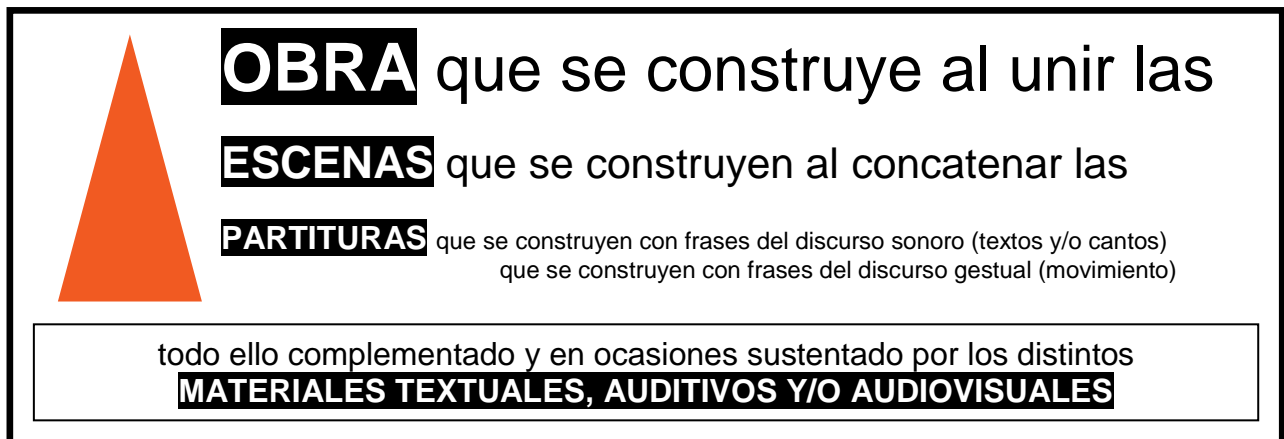 OBRA que se construye al unir las
ESCENAS que se construyen al concatenar las
PARTITURAS que se construyen con frases del discurso sonoro (textos y/o cantos)
que se construyen con frases del discurso gestual (movimiento)
todo ello complementado y en ocasiones sustentado por los distintos
MATERIALES TEXTUALES, AUDITIVOS Y/O AUDIOVISUALES